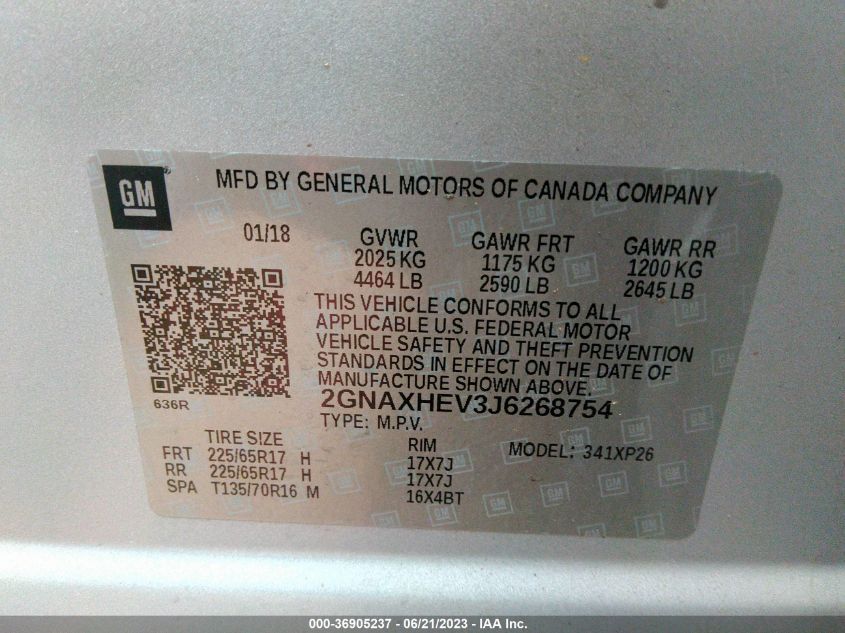 GM
MFD BY GENERAL MOTORS OF CANADA COMPANY
01/18
GVWR GAWR FRT GAWR RR
2025 KG 1175 KG 1200 KG
4464 LB 2590 LB 2645 LB
THIS VEHICLE CONFORMS TO ALL
APPLICABLE U.S. FEDERAL MOTOR
VEHICLE SAFETY AND THEFT PREVENTION
STANDARDS IN EFFECT ON THE DATE OF
MANUFACTURE SHOWN ABOVE.
636R
2GNAXHEV3J6268754
TYPE: M.P.V.
MODEL: 341XP26
TIRE SIZE RIM
FRT 225/65R17 H 17X7J
RR 225/65R17 H 17X7J
SPA T135/70R16 M 16X4BT
000-36905237 - 06/21/2023 - IAA Inc.